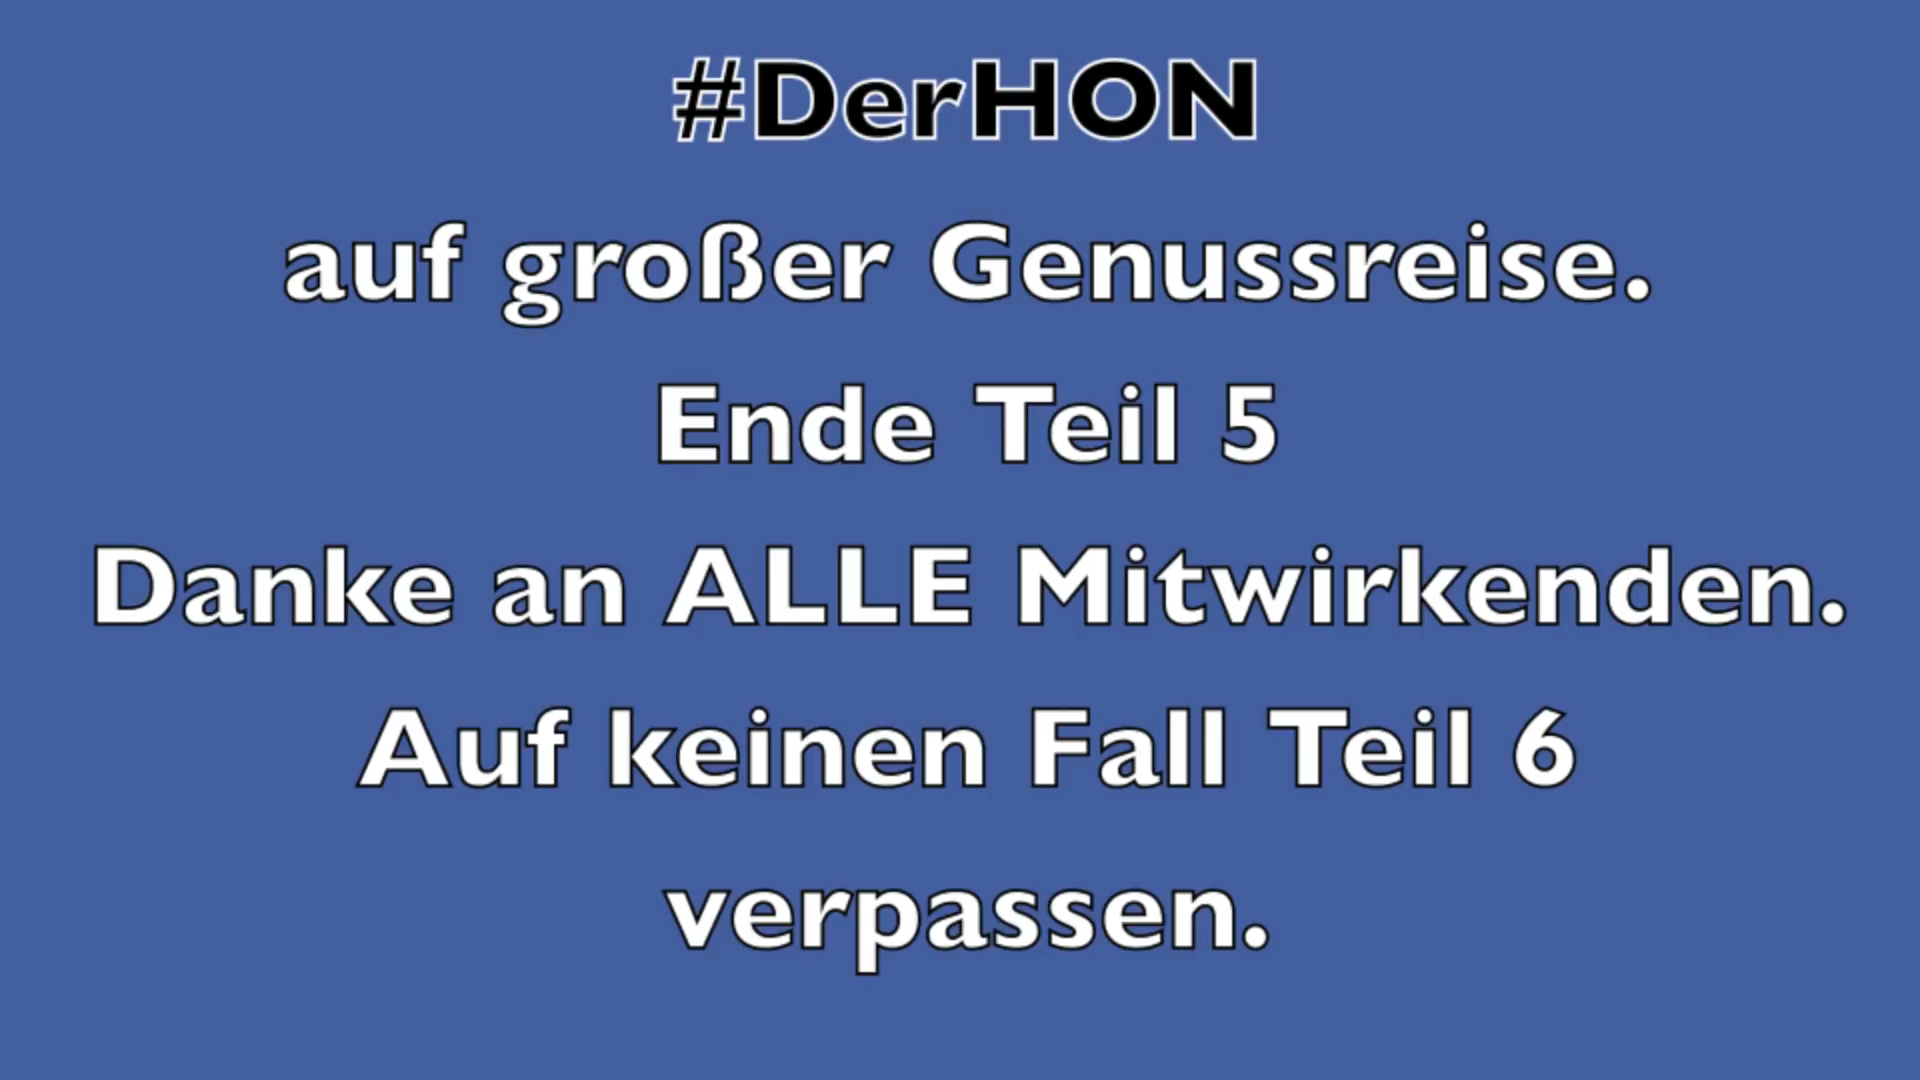 #DerHON
auf großer Genussreise.
Ende Teil 5
Danke an ALLE Mitwirkenden.
Auf keinen Fall Teil 6
verpassen.